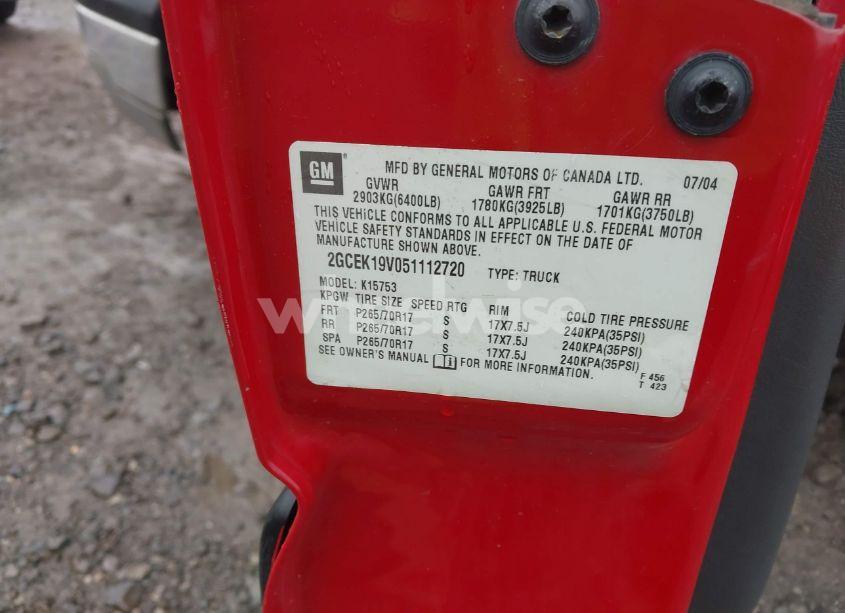 GM MFD BY GENERAL MOTORS OF CANADA LTD. 07/04
GVWR GAWR FRT GAWR RR
2903KG(6400LB) 1780KG(3925LB) 1701KG(3750LB)
THIS VEHICLE CONFORMS TO ALL APPLICABLE U.S. FEDERAL MOTOR
VEHICLE SAFETY STANDARDS IN EFFECT ON THE DATE OF
MANUFACTURE SHOWN ABOVE.
2GCEK19V051112720 TYPE: TRUCK
MODEL: K15753
KPGW TIRE SIZE SPEED RTG RIM COLD TIRE PRESSURE
FRT P265/70R17 S 17X7.5J 240KPA(35PSI)
RR P265/70R17 S 17X7.5J 240KPA(35PSI)
SPA P265/70R17 S 17X7.5J 240KPA(35PSI)
SEE OWNER'S MANUAL FOR MORE INFORMATION.
F 456
T 423